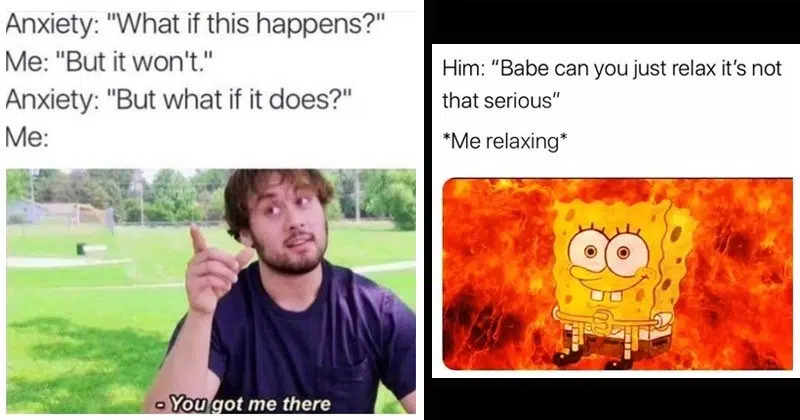 Anxiety: "What if this happens?"
Me: "But it won't."
Anxiety: "But what if it does?"
Me:
- You got me there
Him: “Babe can you just relax it’s not
that serious”
*Me relaxing*